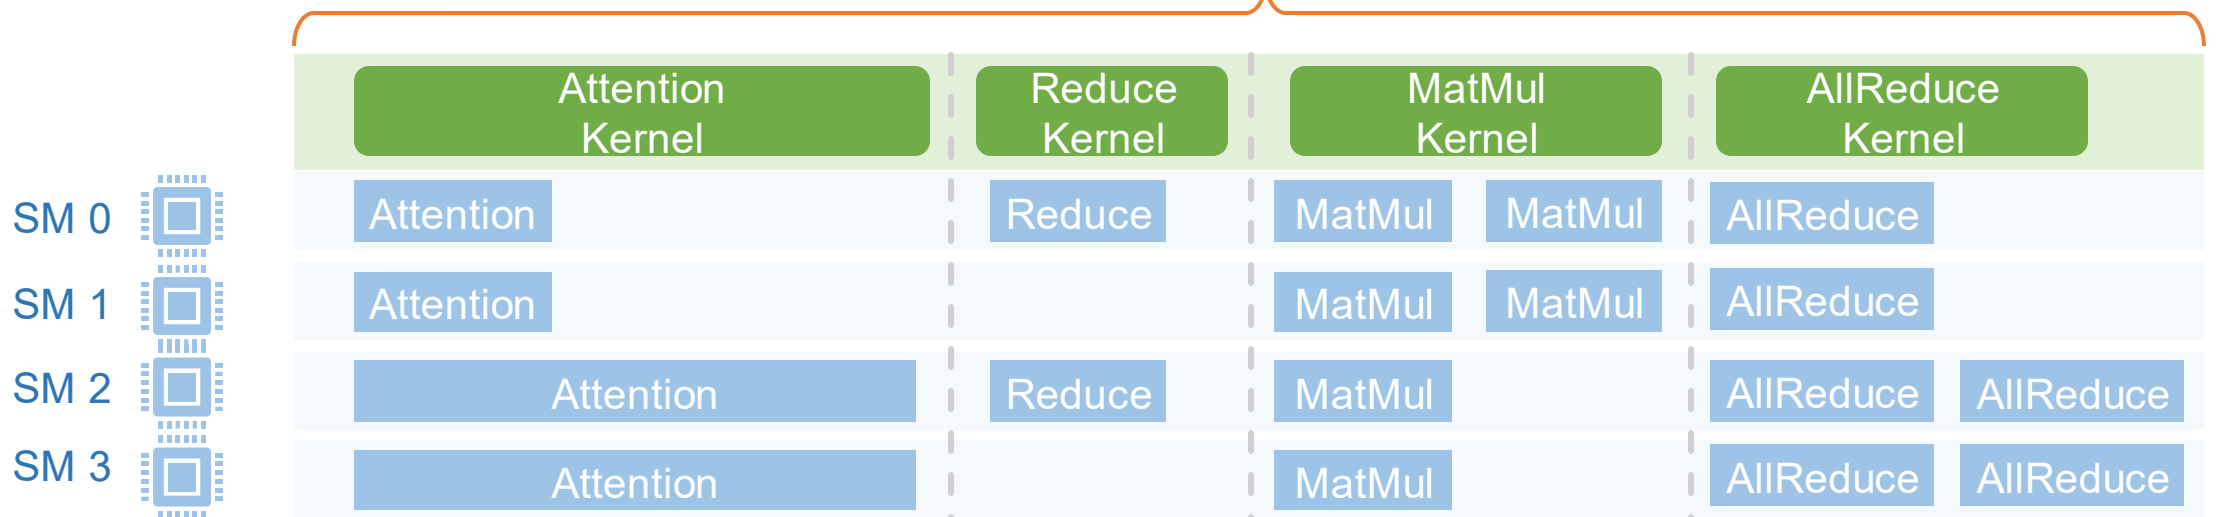 Attention
Kernel
Reduce
Kernel
MatMul
Kernel
AllReduce
Kernel
SM 0
Attention
Reduce
MatMul
MatMul
AllReduce
SM 1
Attention
MatMul
MatMul
AllReduce
SM 2
Attention
Reduce
MatMul
AllReduce
AllReduce
SM 3
Attention
MatMul
AllReduce
AllReduce